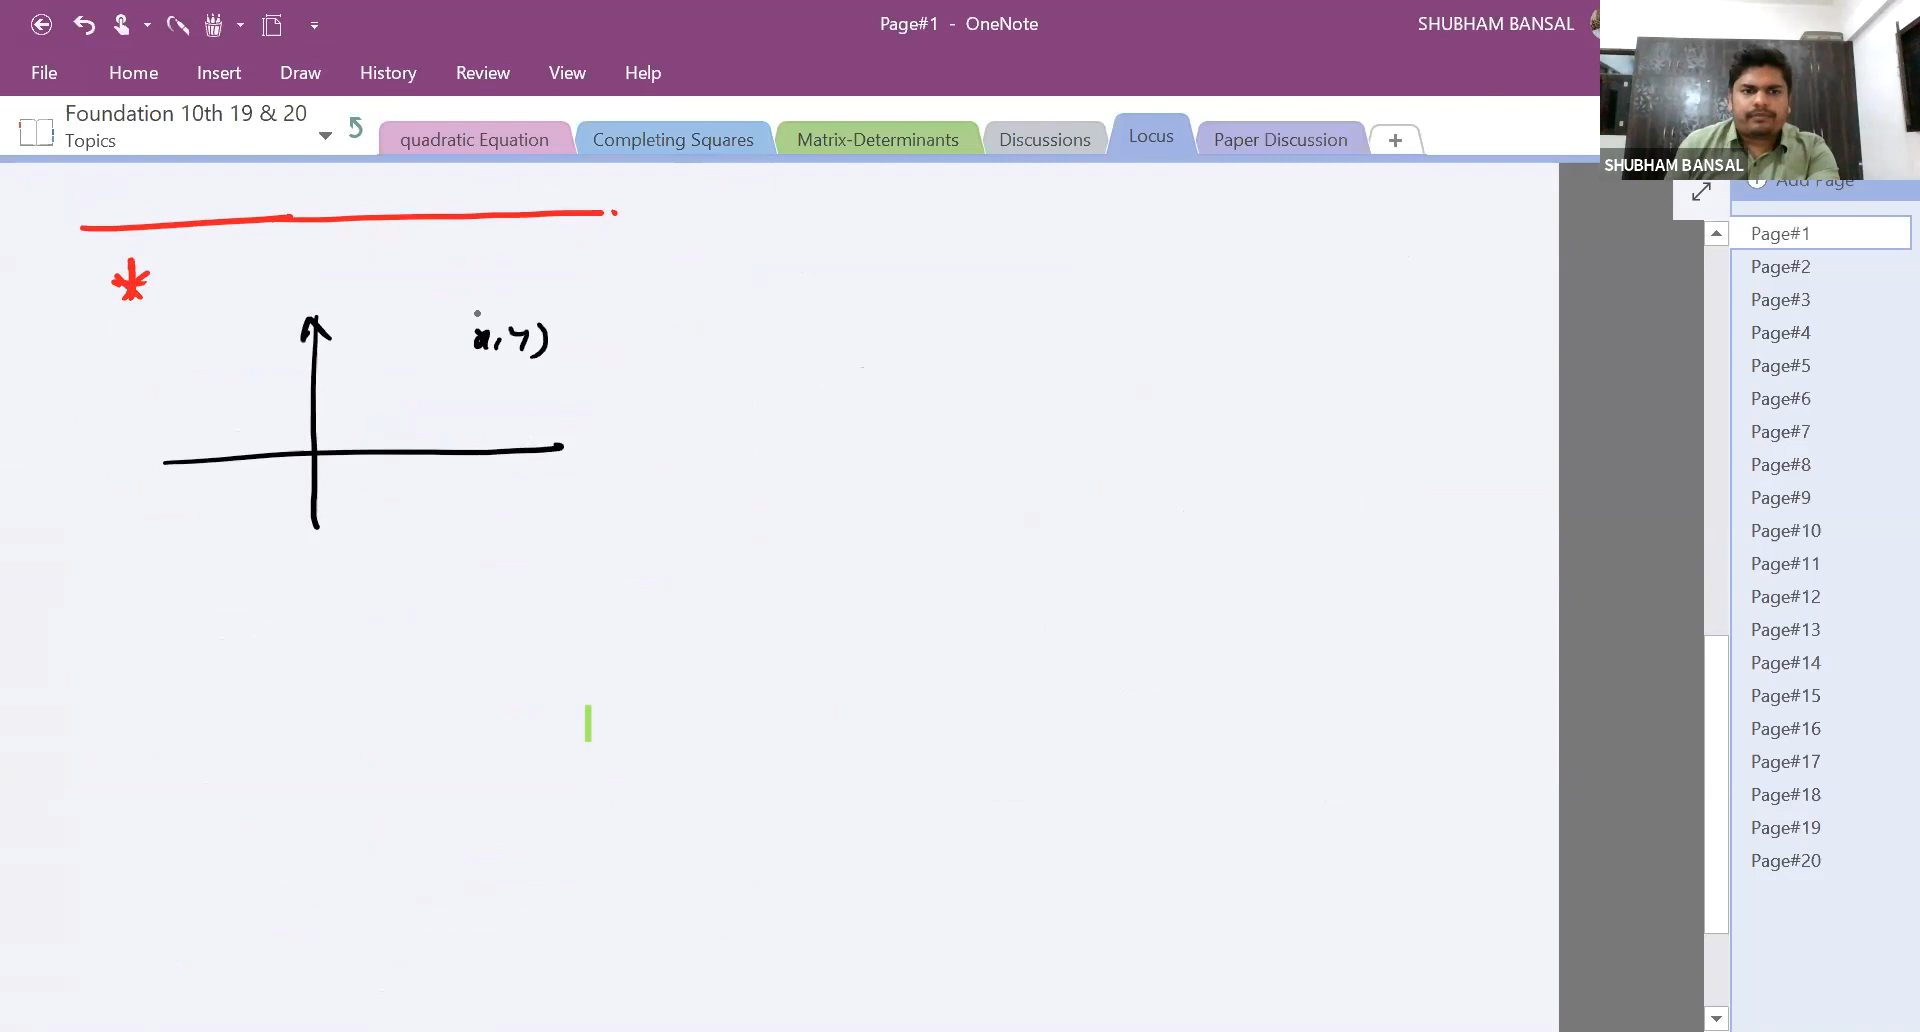 Page#1 - OneNote
SHUBHAM BANSAL
File Home Insert Draw History Review View Help
Foundation 10th 19 & 20
Topics
quadratic Equation
Completing Squares
Matrix-Determinants
Discussions
Locus
Paper Discussion
+
SHUBHAM BANSAL
Add Page
Page#1
Page#2
Page#3
Page#4
Page#5
Page#6
Page#7
Page#8
Page#9
Page#10
Page#11
Page#12
Page#13
Page#14
Page#15
Page#16
Page#17
Page#18
Page#19
Page#20
*
x, y)